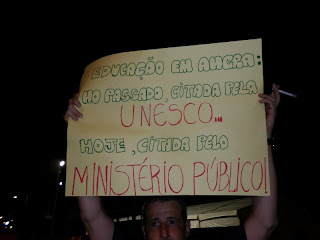 EDUCAÇÃO EM ANGRA:
NO PASSADO, CITADA PELA
UNESCO...
HOJE, CITADA PELO
MINISTÉRIO PÚBLICO!